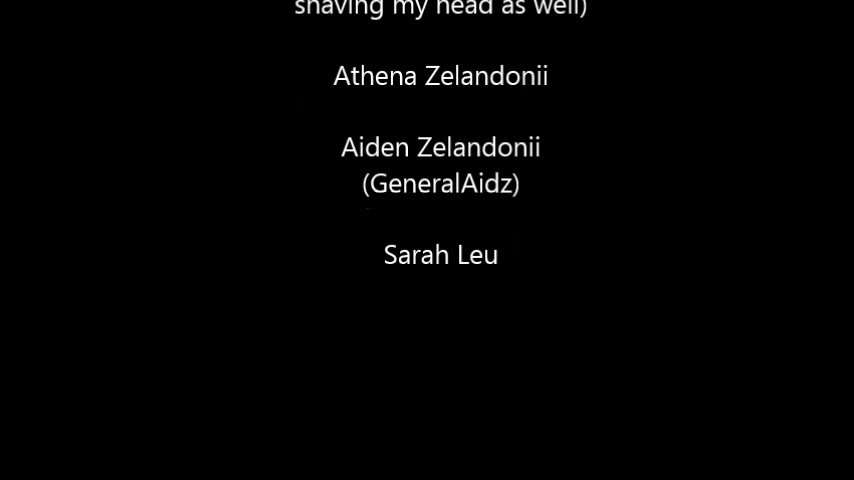 shaving my head as well)
Athena Zelandonii
Aiden Zelandonii
(GeneralAidz)
Sarah Leu